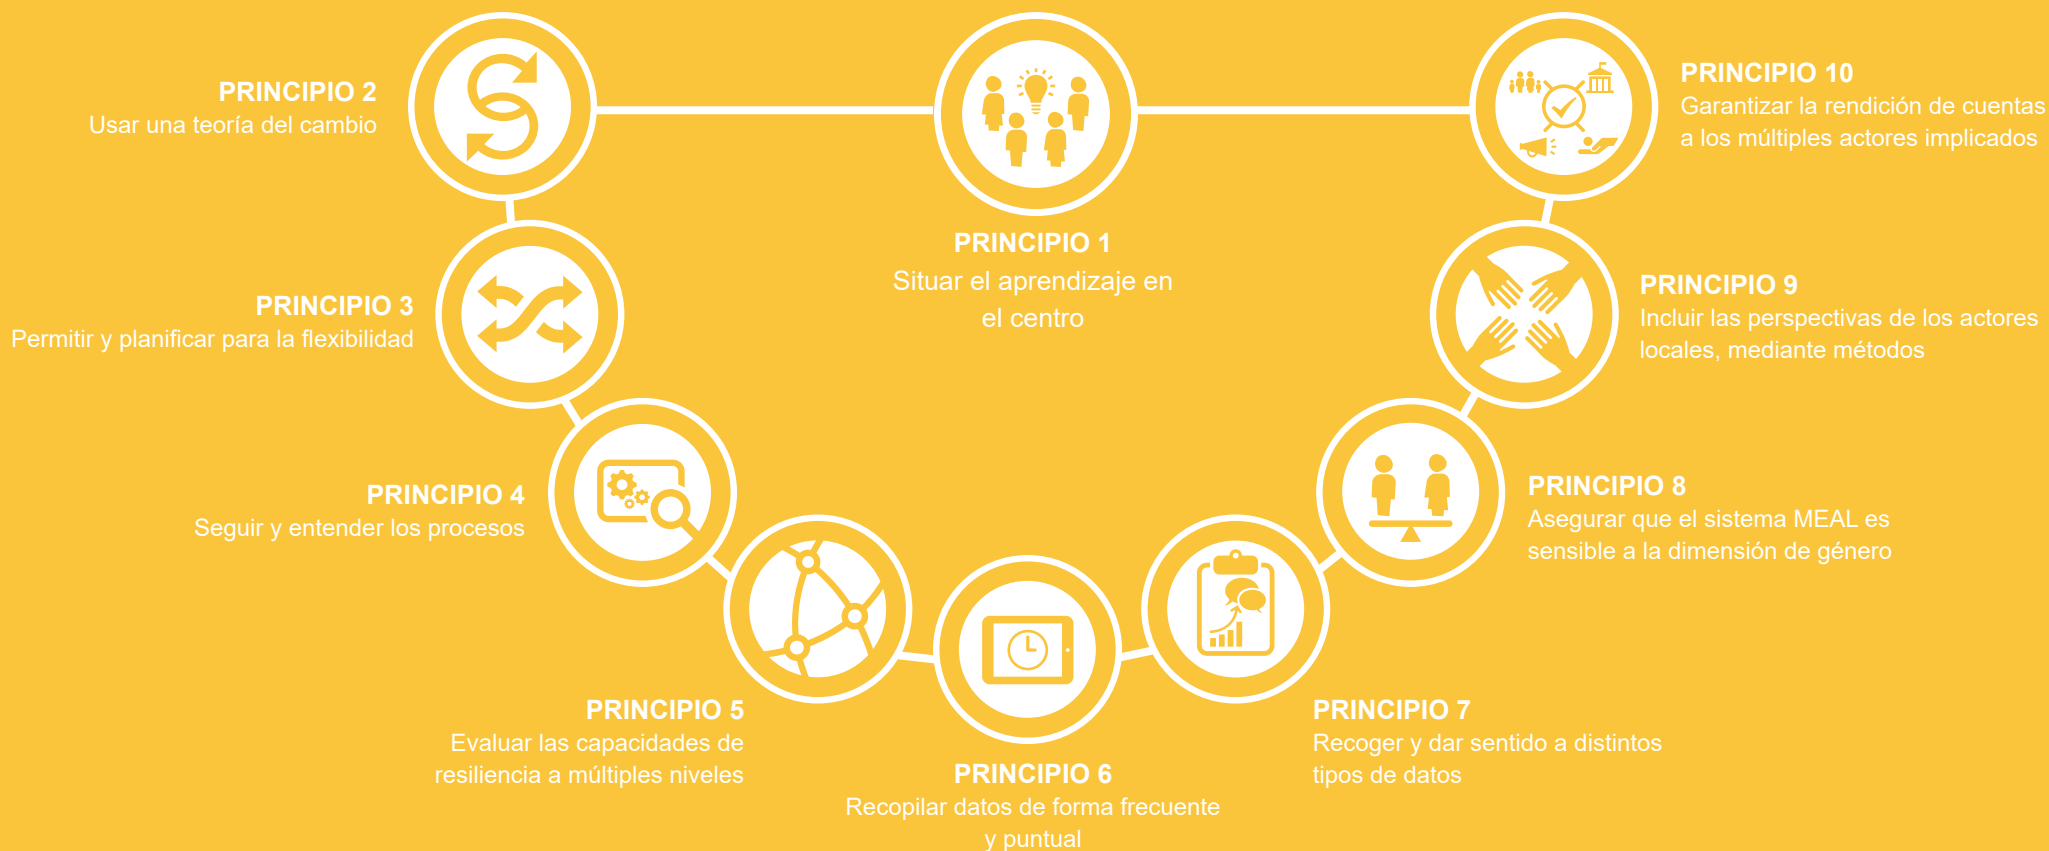 PRINCIPIO 1
Situar el aprendizaje en
el centro
PRINCIPIO 2
Usar una teoría del cambio
PRINCIPIO 3
Permitir y planificar para la flexibilidad
PRINCIPIO 4
Seguir y entender los procesos
PRINCIPIO 5
Evaluar las capacidades de
resiliencia a múltiples niveles
PRINCIPIO 6
Recopilar datos de forma frecuente
y puntual
PRINCIPIO 7
Recoger y dar sentido a distintos
tipos de datos
PRINCIPIO 8
Asegurar que el sistema MEAL es
sensible a la dimensión de género
PRINCIPIO 9
Incluir las perspectivas de los actores
locales, mediante métodos
PRINCIPIO 10
Garantizar la rendición de cuentas
a los múltiples actores implicados